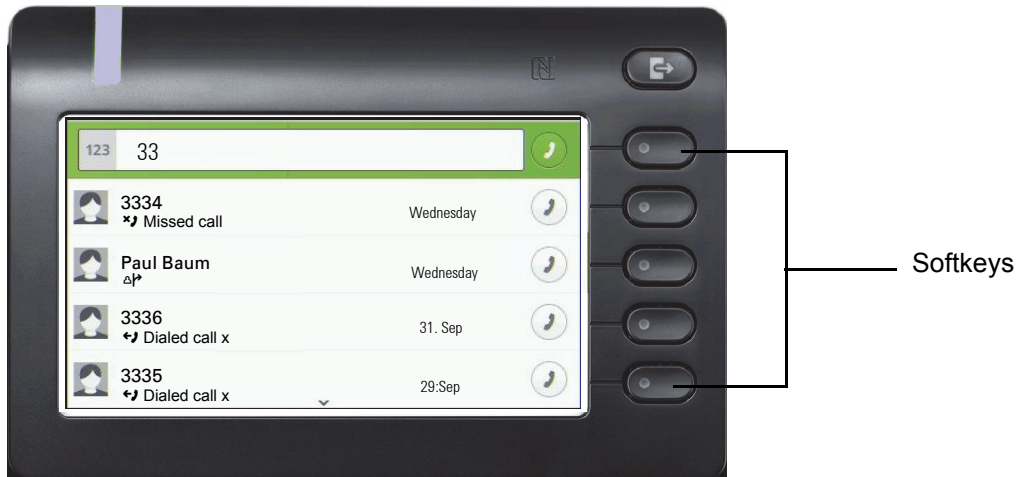 123 33
3334
Missed call
Wednesday
Paul Baum
Wednesday
3336
Dialed call x
31. Sep
3335
Dialed call x
29:Sep
Softkeys